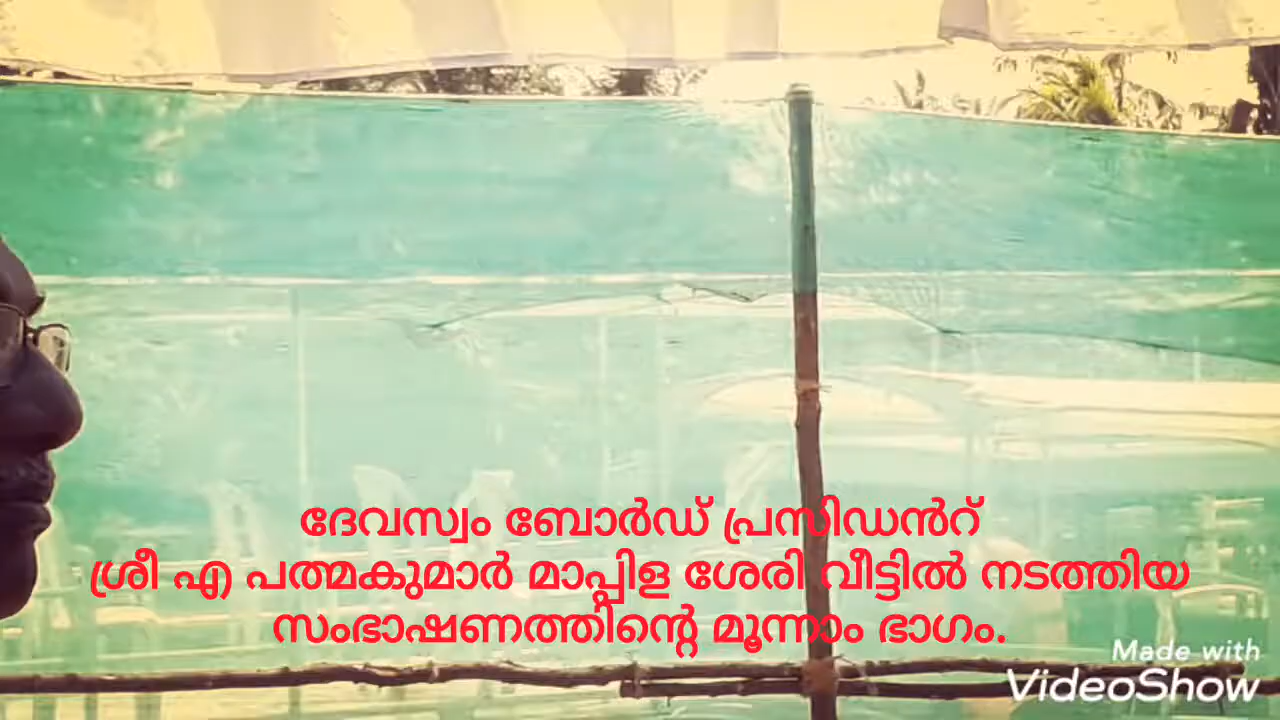 ദേവസ്വം ബോർഡ് പ്രസിഡൻറ്
ശ്രീ എ പത്മകുമാർ മാപ്പിള ശേരി വീട്ടിൽ നടത്തിയ
സംഭാഷണത്തിന്റെ മൂന്നാം ഭാഗം.
Made with
VideoShow